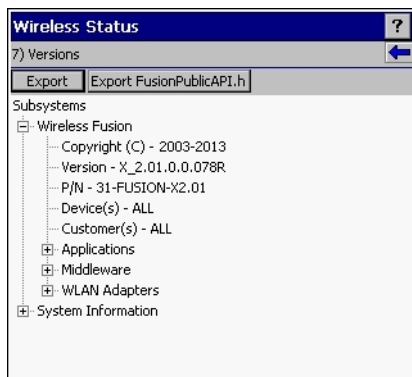 Wireless Status ?
7) Versions
Export Export FusionPublicAPI.h
Subsystems
Wireless Fusion
Copyright (C) - 2003-2013
Version - X_2.01.0.0.078R
P/N - 31-FUSION-X2.01
Device(s) - ALL
Customer(s) - ALL
Applications
Middleware
WLAN Adapters
System Information